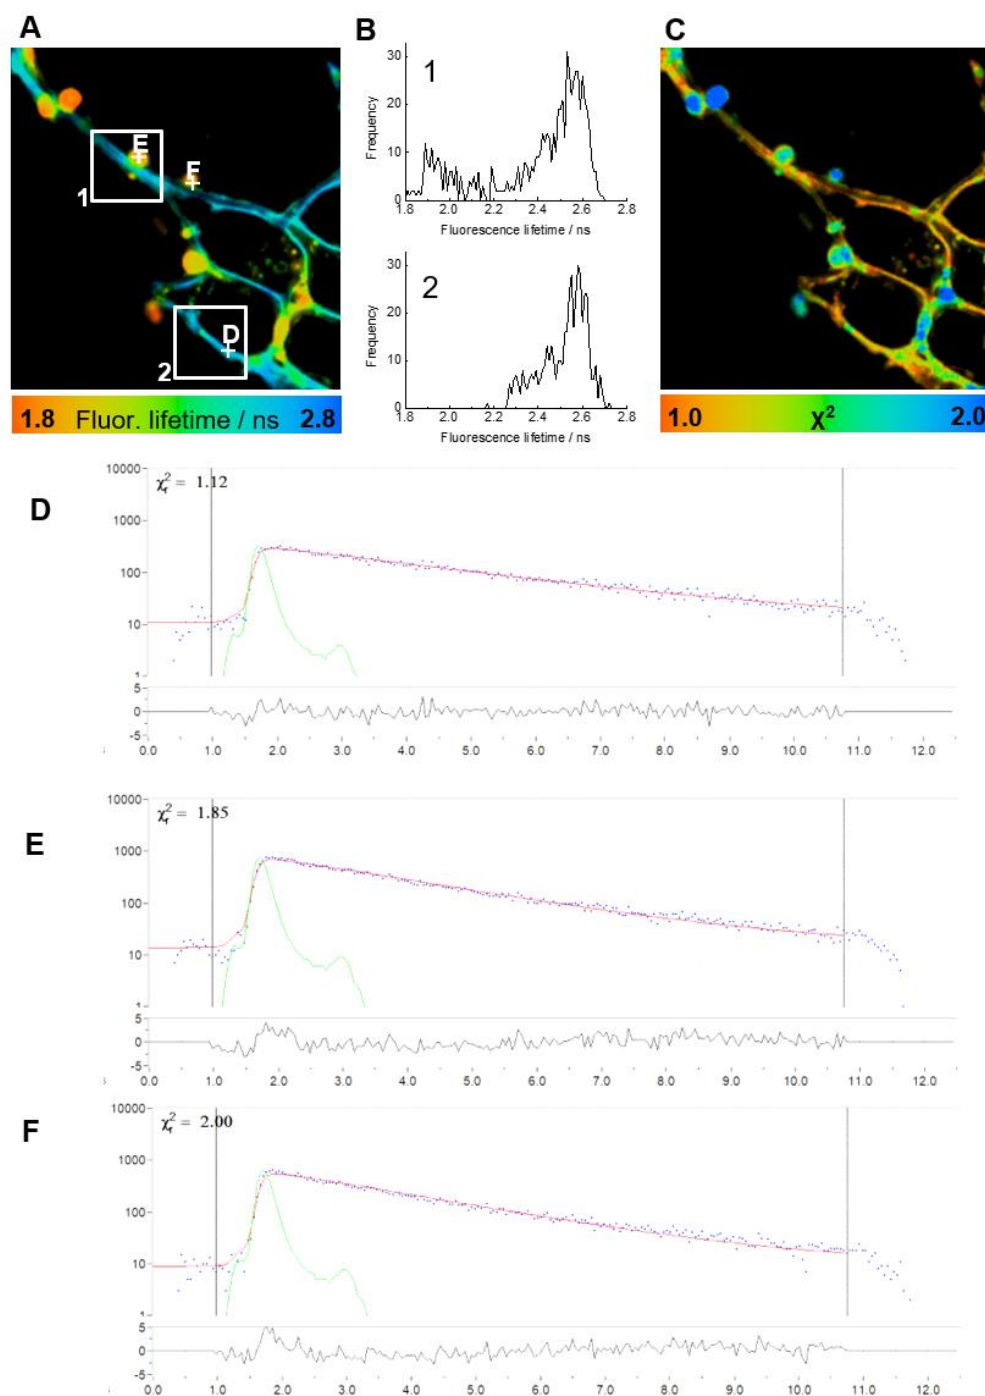 A
B
C
E
F
1
D
2
1.8 Fluor. lifetime / ns 2.8
1
Frequency
30
20
10
0
1.8 2.0 2.2 2.4 2.6 2.8
Fluorescence lifetime / ns
2
Frequency
30
20
10
0
1.8 2.0 2.2 2.4 2.6 2.8
Fluorescence lifetime / ns
1.0 χ² 2.0
D
χr² = 1.12
10000
1000
100
10
1
5
0
-5
0.0 1.0 2.0 3.0 4.0 5.0 6.0 7.0 8.0 9.0 10.0 11.0 12.0
E
χr² = 1.85
10000
1000
100
10
1
5
0
-5
0.0 1.0 2.0 3.0 4.0 5.0 6.0 7.0 8.0 9.0 10.0 11.0 12.0
F
χr² = 2.00
10000
1000
100
10
1
5
0
-5
0.0 1.0 2.0 3.0 4.0 5.0 6.0 7.0 8.0 9.0 10.0 11.0 12.0